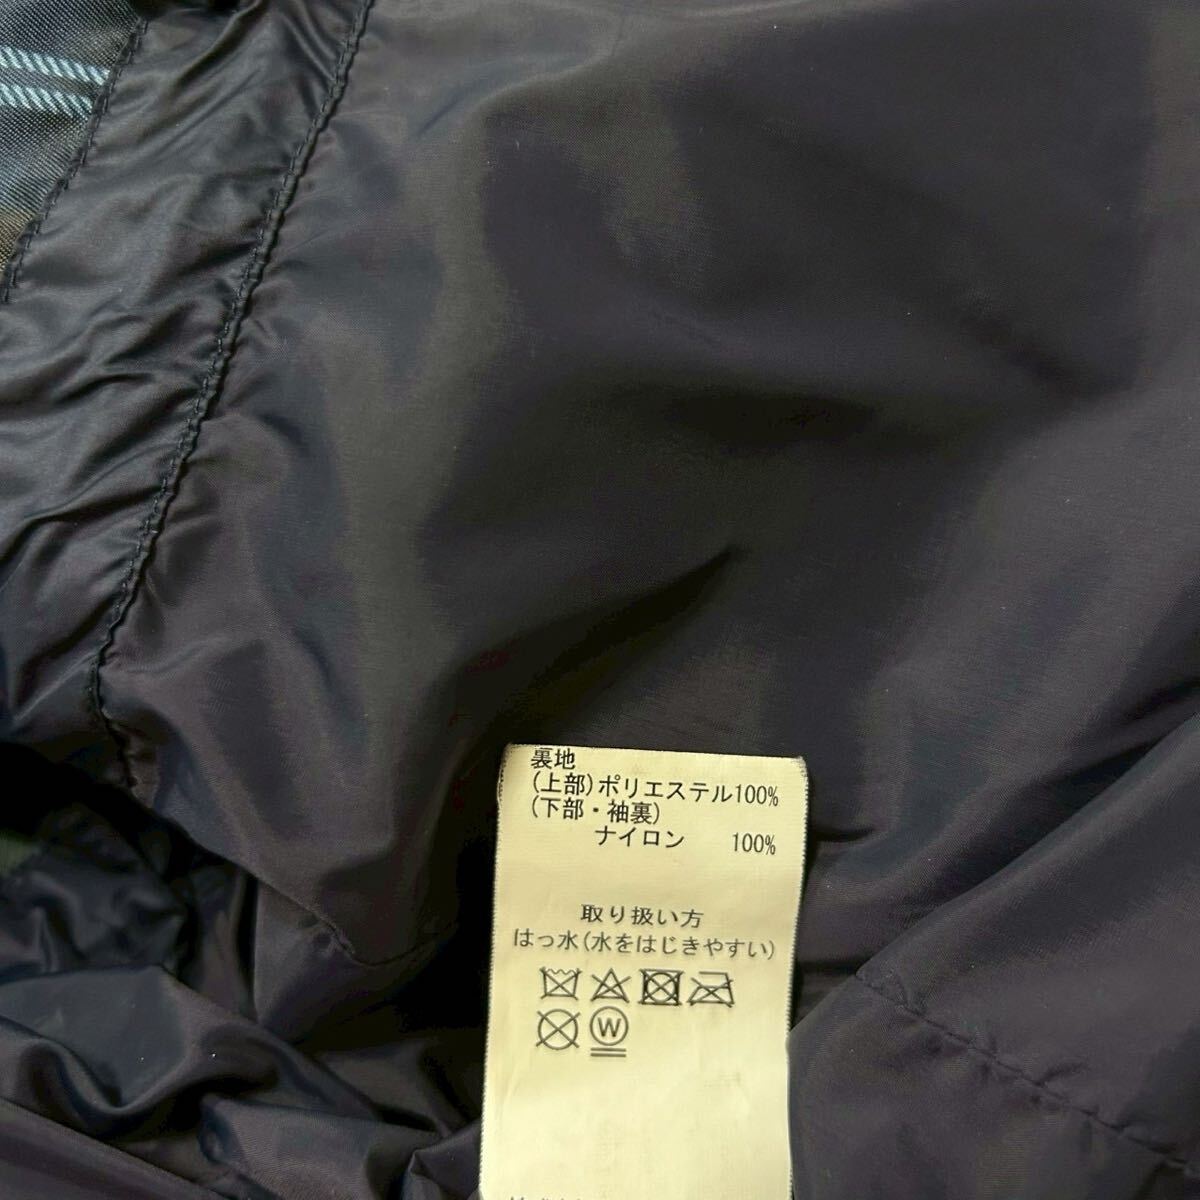 裏地
(上部)ポリエステル100%
(下部・袖裏)
ナイロン 100%
取り扱い方
はっ水(水をはじきやすい)
W